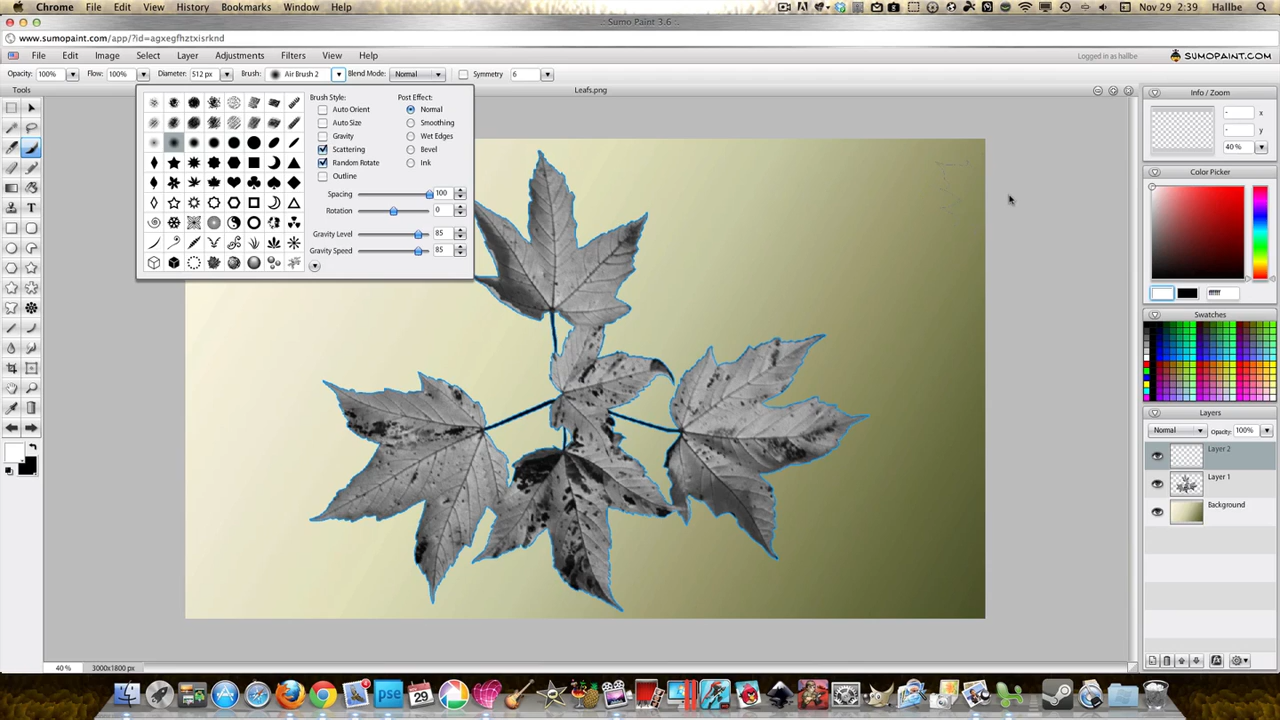 Chrome File Edit View History Bookmarks Window Help Nov 29 2:39 Hallbe
:. Sumo Paint 3.6 :.
www.sumopaint.com/app/?id=agxegfhztxisrknd
File Edit Image Select Layer Adjustments Filters View Help Logged in as hallbe SUMOPAINT.COM
Opacity: 100% Flow: 100% Diameter: 512 px Brush: Air Brush 2 Blend Mode: Normal Symmetry 6
Tools Leafs.png Info / Zoom
Brush Style: Post Effect:
Auto Orient Normal
Auto Size Smoothing
Gravity Wet Edges
Scattering Bevel
Random Rotate Ink
Outline
Spacing 100
Rotation 0
Gravity Level 85
Gravity Speed 85
- x
- y
40 %
Color Picker
ffffff
Swatches
Layers
Normal Opacity: 100%
Layer 2
Layer 1
Background
40 % 3000x1800 px
pse
29